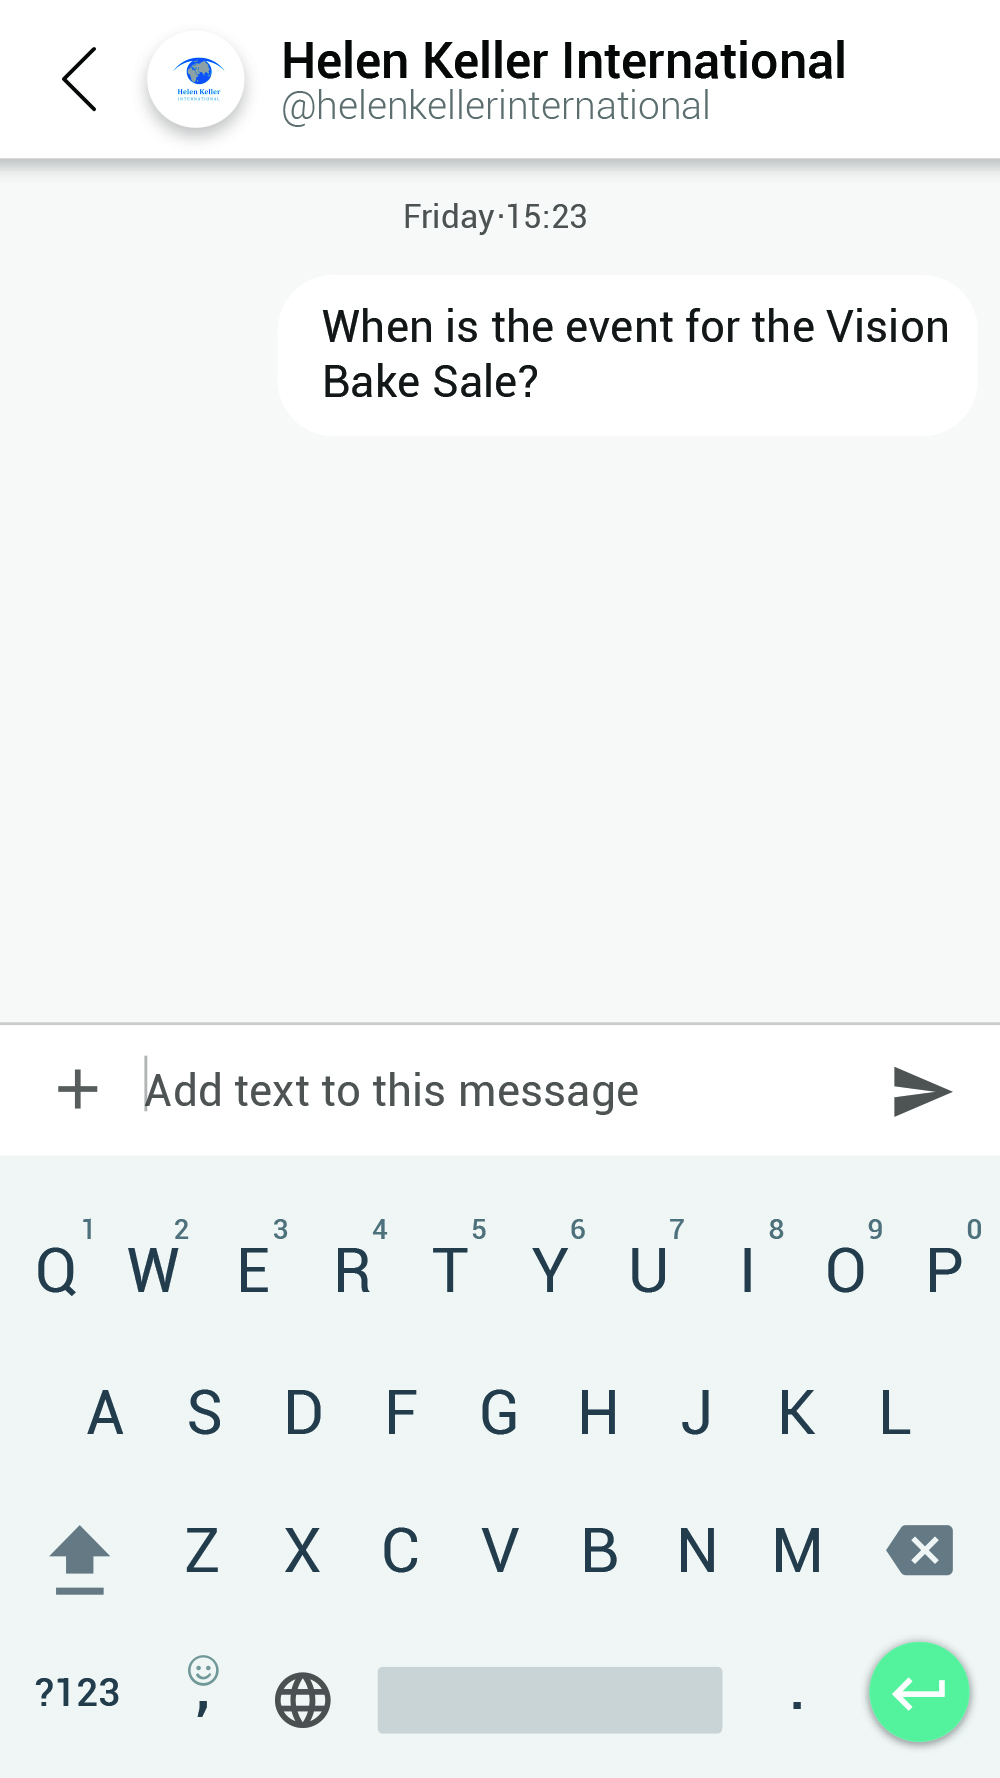 Helen Keller International
Helen Keller
INTERNATIONAL
@helenkellerinternational
Friday·15:23
When is the event for the Vision
Bake Sale?
Add text to this message
1 2 3 4 5 6 7 8 9 0
Q W E R T Y U I O P
A S D F G H J K L
Z X C V B N M
?123 , .